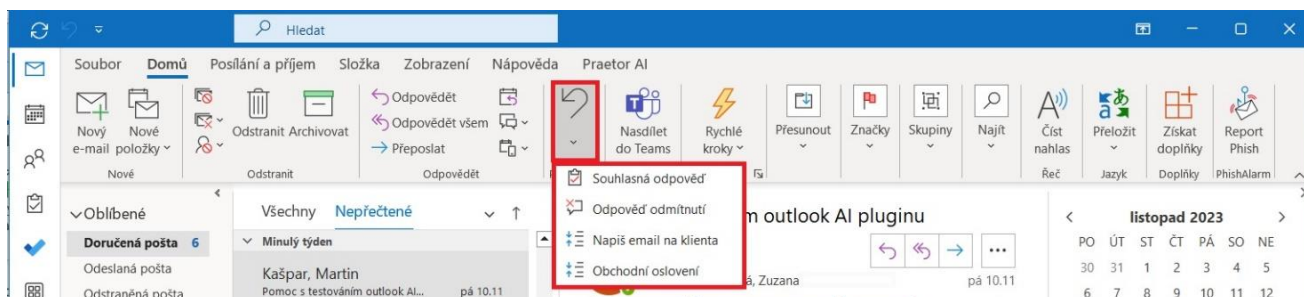 Hledat
Soubor Domů Posílání a příjem Složka Zobrazení Nápověda Praetor AI
Nový e-mail
Nové položky
Odstranit Archivovat
Odpovědět
Odpovědět všem
Přeposlat
Nasdílet do Teams
Rychlé kroky
Přesunout
Značky
Skupiny
Najít
Číst nahlas
Přeložit
Získat doplňky
Report Phish
Nové Odstranit Odpovědět Řeč Jazyk Doplňky PhishAlarm
Souhlasná odpověď
Odpověď odmítnutí
Napiš email na klienta
Obchodní oslovení
Oblíbené
Doručená pošta 6
Odeslaná pošta
Odstraněná pošta
Všechny Nepřečtené
Minulý týden
Kašpar, Martin
Pomoc s testováním outlook AI... pá 10.11
outlook AI pluginu
Zuzana pá 10.11
listopad 2023
PO ÚT ST ČT PÁ SO NE
30 31 1 2 3 4 5
6 7 8 9 10 11 12